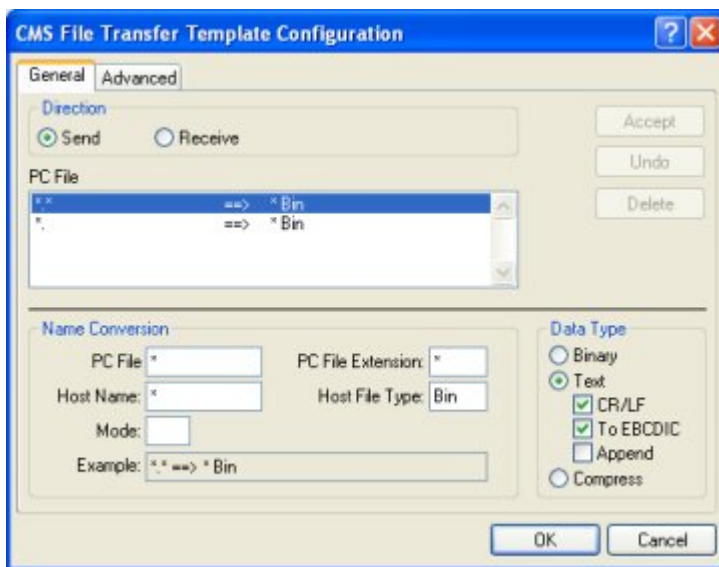 CMS File Transfer Template Configuration
General Advanced
Direction
Send Receive
Accept
Undo
Delete
PC File
*.* ==> * Bin
*. ==> * Bin
Name Conversion
PC File *
PC File Extension: *
Host Name: *
Host File Type: Bin
Mode:
Example: *.* ==> * Bin
Data Type
Binary
Text
CR/LF
To EBCDIC
Append
Compress
OK Cancel